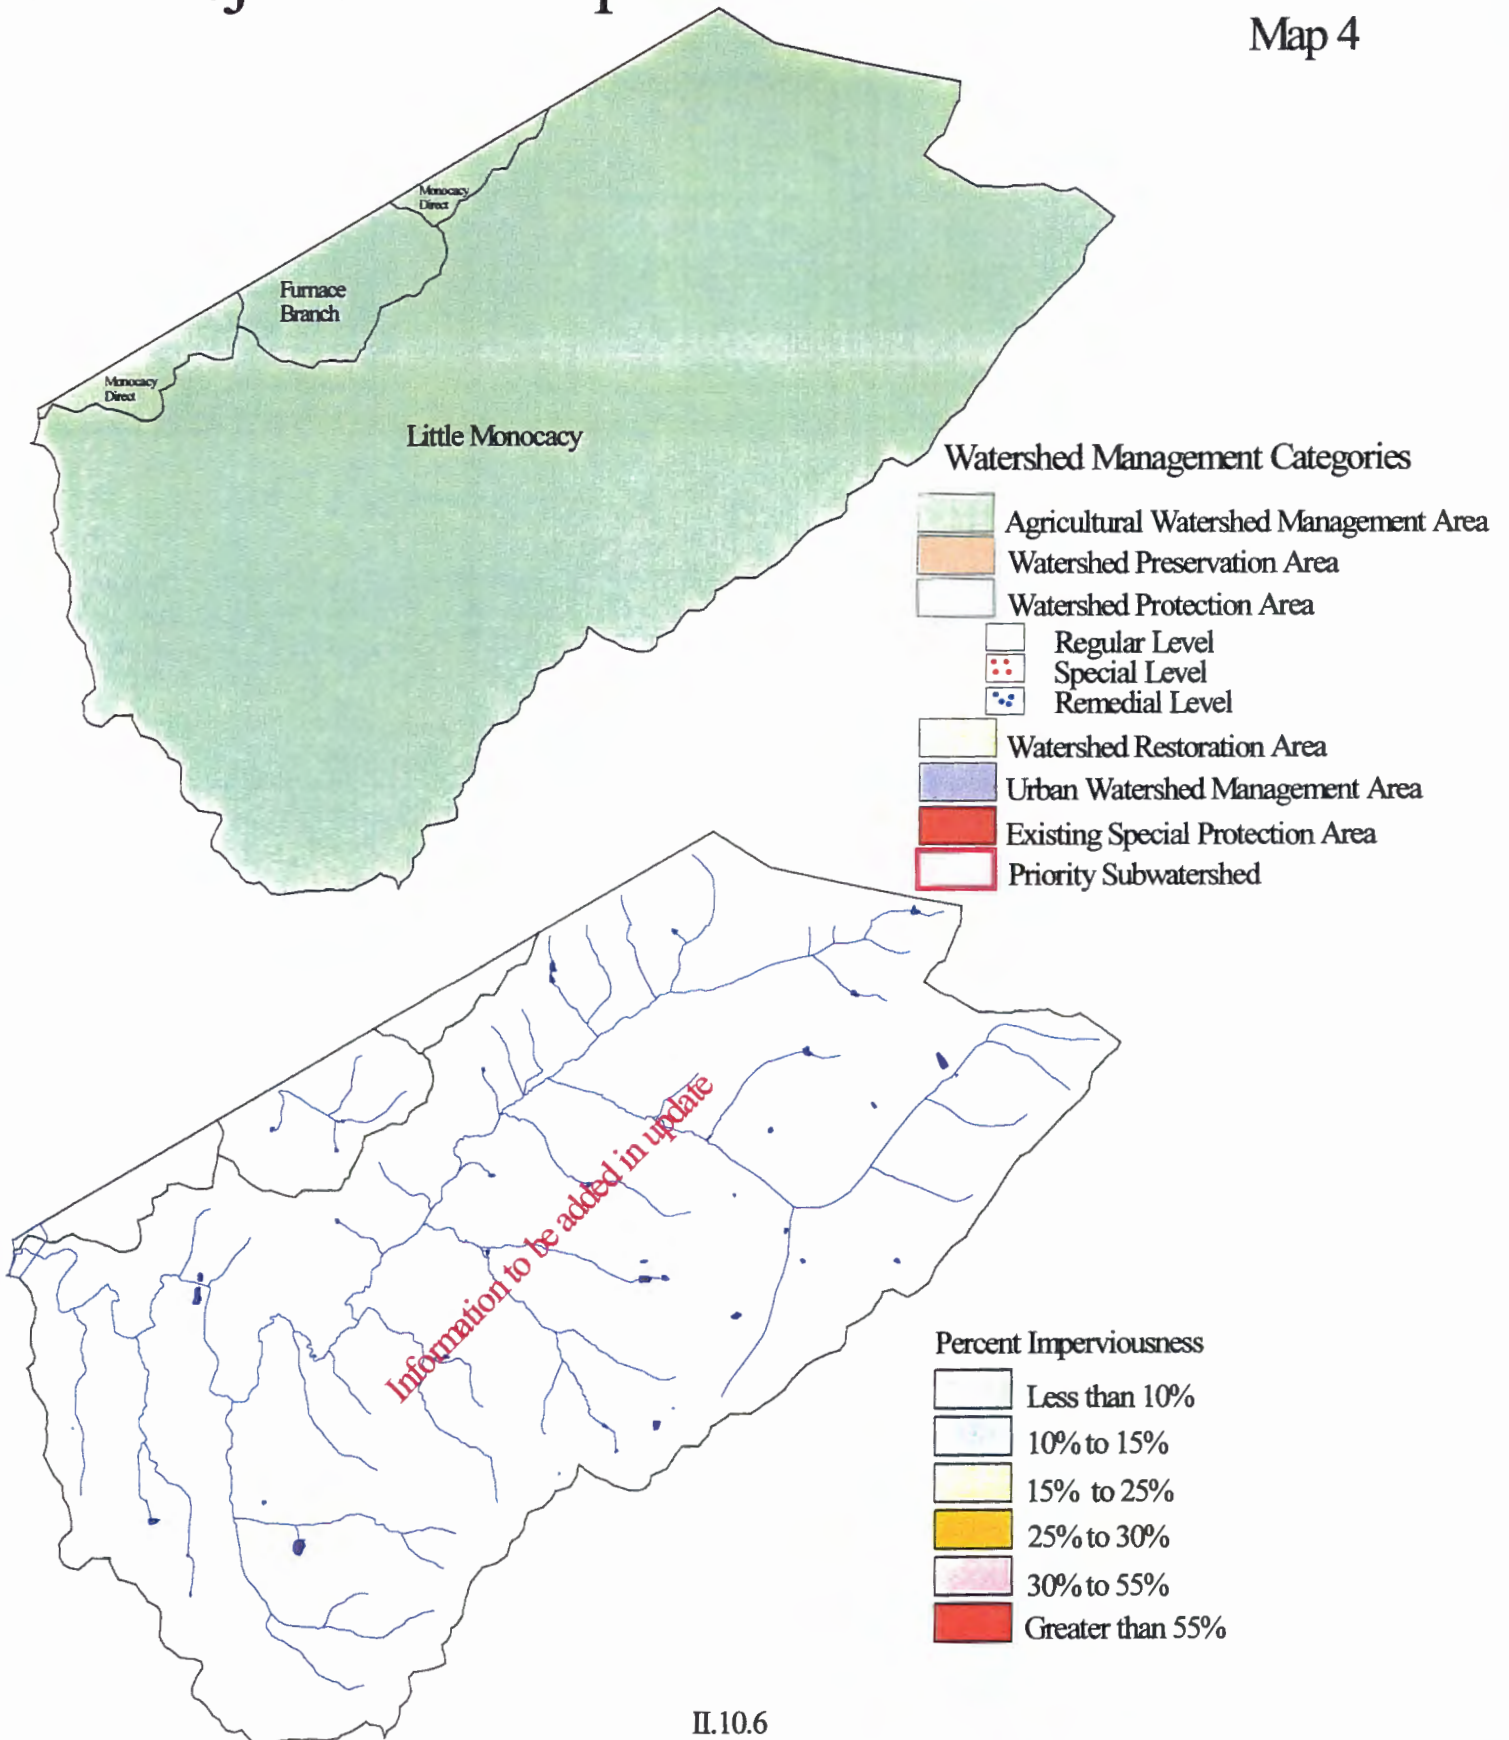 Map 4
Monocacy
Direct
Furnace
Branch
Monocacy
Direct
Little Monocacy
Watershed Management Categories
Agricultural Watershed Management Area
Watershed Preservation Area
Watershed Protection Area
Regular Level
Special Level
Remedial Level
Watershed Restoration Area
Urban Watershed Management Area
Existing Special Protection Area
Priority Subwatershed
Information to be added in update
Percent Imperviousness
Less than 10%
10% to 15%
15% to 25%
25% to 30%
30% to 55%
Greater than 55%
II.10.6